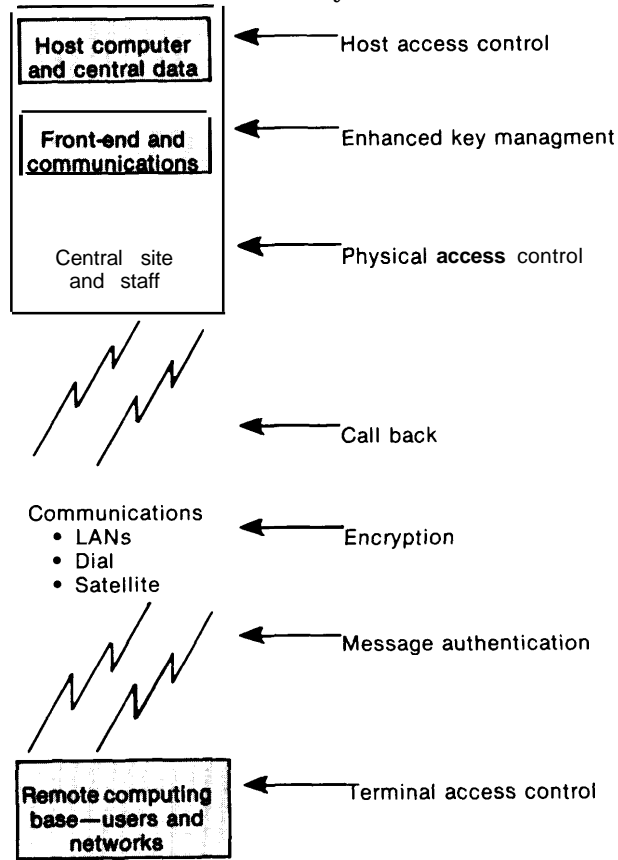 Host computer
and central data
Host access control
Front-end and
communications
Enhanced key managment
Central site
and staff
Physical access control
Call back
Communications
• LANs
• Dial
• Satellite
Encryption
Message authentication
Remote computing
base—users and
networks
Terminal access control